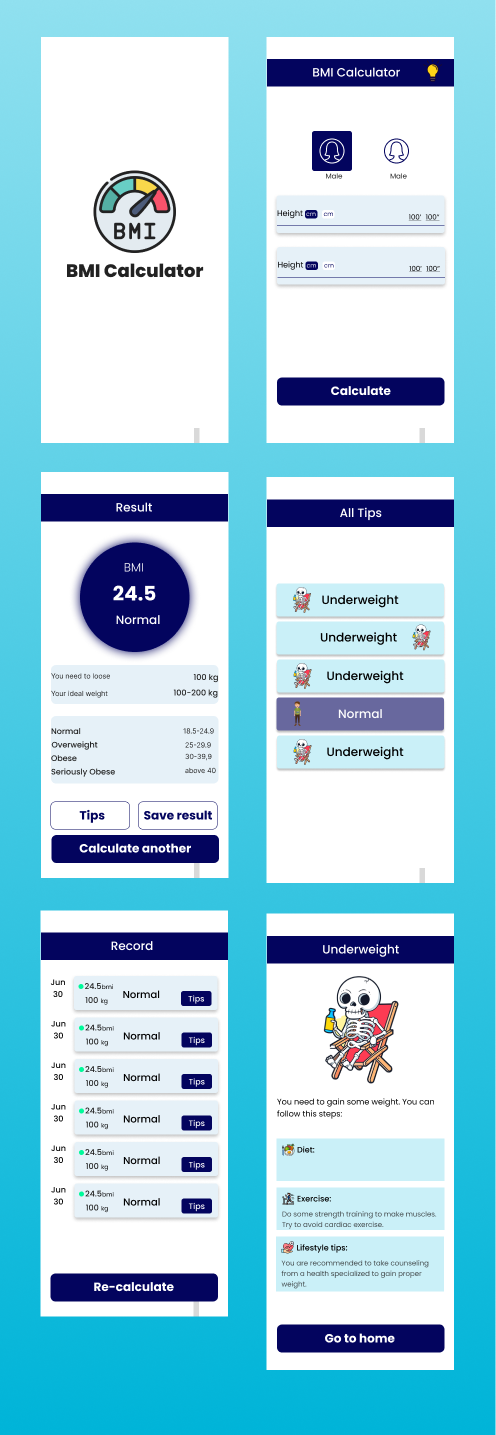 BMI
BMI Calculator
BMI Calculator
Male
Male
Height cm cm 100' 100"
Height cm cm 100' 100"
Calculate
Result
BMI
24.5
Normal
You need to loose 100 kg
Your ideal weight 100-200 kg
Normal 18.5-24.9
Overweight 25-29.9
Obese 30-39,9
Seriously Obese above 40
Tips Save result
Calculate another
All Tips
Underweight
Underweight
Underweight
Normal
Underweight
Record
Jun 24.5bmi
30 100 kg Normal Tips
Jun 24.5bmi
30 100 kg Normal Tips
Jun 24.5bmi
30 100 kg Normal Tips
Jun 24.5bmi
30 100 kg Normal Tips
Jun 24.5bmi
30 100 kg Normal Tips
Jun 24.5bmi
30 100 kg Normal Tips
Re-calculate
Underweight
You need to gain some weight. You can
follow this steps:
Diet:
Exercise:
Do some strength training to make muscles.
Try to avoid cardiac exercise.
Lifestyle tips:
You are recommended to take counseling
from a health specialized to gain proper
weight.
Go to home